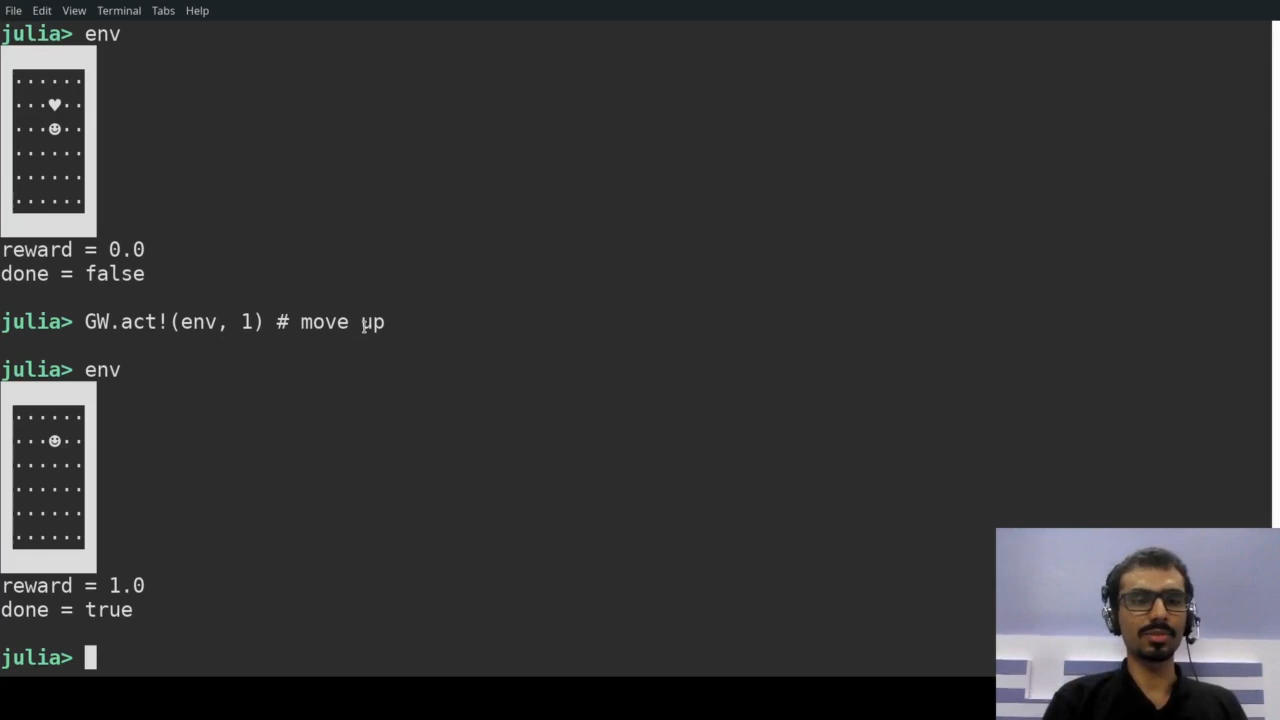 File Edit View Terminal Tabs Help
julia> env
······
···♥··
···☻··
······
······
······
reward = 0.0
done = false
julia> GW.act!(env, 1) # move up
julia> env
······
···☻··
······
······
······
······
reward = 1.0
done = true
julia>